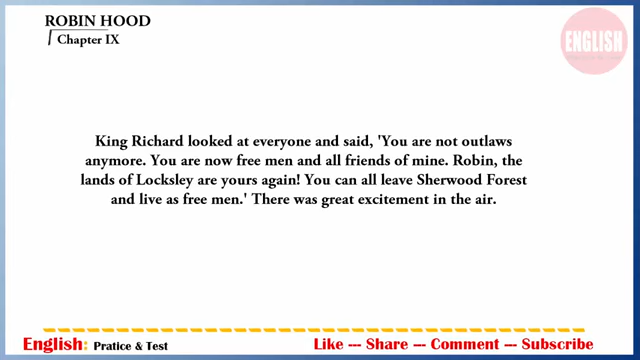 ROBIN HOOD
Chapter IX
ENGLISH
King Richard looked at everyone and said, 'You are not outlaws
anymore. You are now free men and all friends of mine. Robin, the
lands of Locksley are yours again! You can all leave Sherwood Forest
and live as free men.' There was great excitement in the air.
English: Pratice & Test
Like --- Share --- Comment --- Subscribe